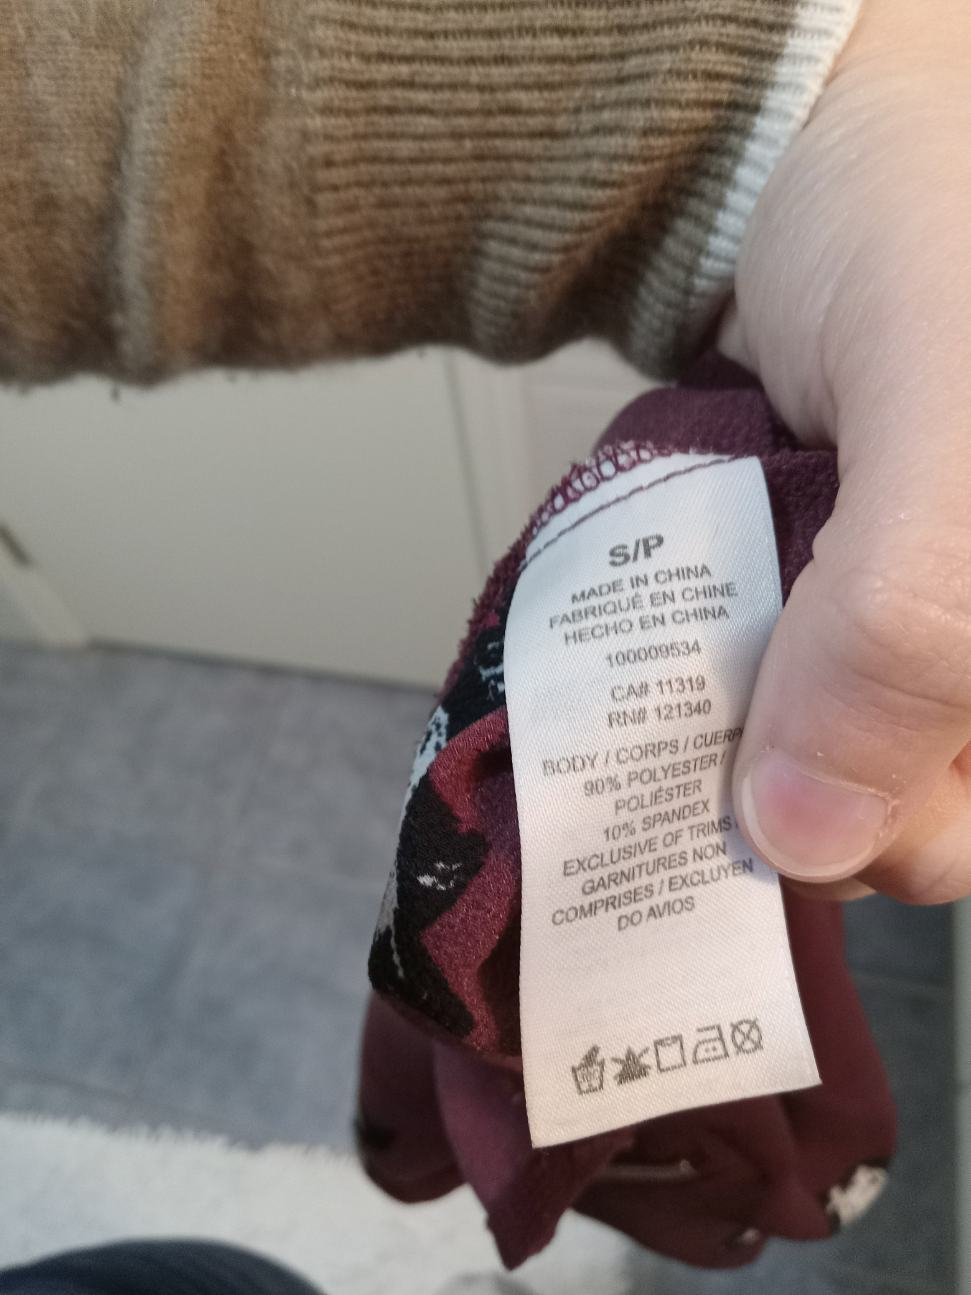 S/P
MADE IN CHINA
FABRIQUÉ EN CHINE
HECHO EN CHINA
100009534
CA# 11319
RN# 121340
BODY / CORPS / CUERP
90% POLYESTER /
POLIÉSTER
10% SPANDEX
EXCLUSIVE OF TRIMS
GARNITURES NON
COMPRISES / EXCLUYEN
DO AVIOS